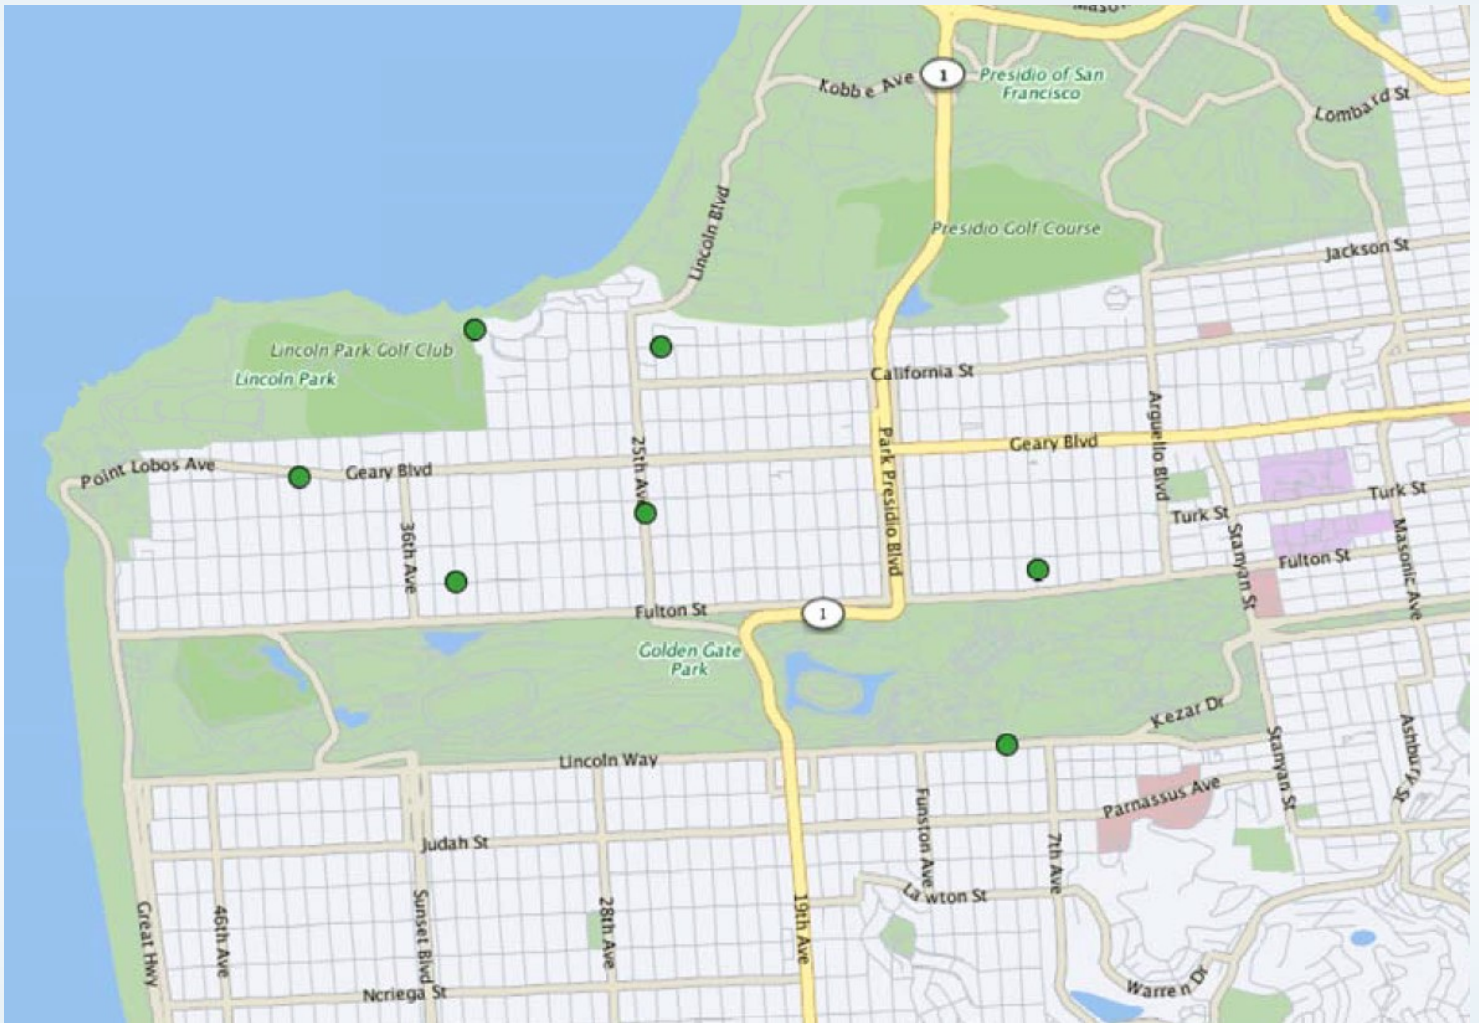 Kobbe Ave
1
Presidio of San
Francisco
Lombard St
Lincoln Blvd
Presidio Golf Course
Jackson St
Lincoln Park Golf Club
Lincoln Park
California St
Arguello Blvd
Point Lobos Ave
Geary Blvd
25th Ave
Park Presidio Blvd
Geary Blvd
Turk St
Turk St
36th Ave
Stanyan St
Masonic Ave
Fulton St
Fulton St
1
Golden Gate
Park
Kezar Dr
Lincoln Way
Stanyan St
Ashbury St
Parnassus Ave
Funston Ave
7th Ave
Judah St
Lawton St
Great Hwy
46th Ave
Sunset Blvd
28th Ave
19th Ave
Warren Dr
Noriega St